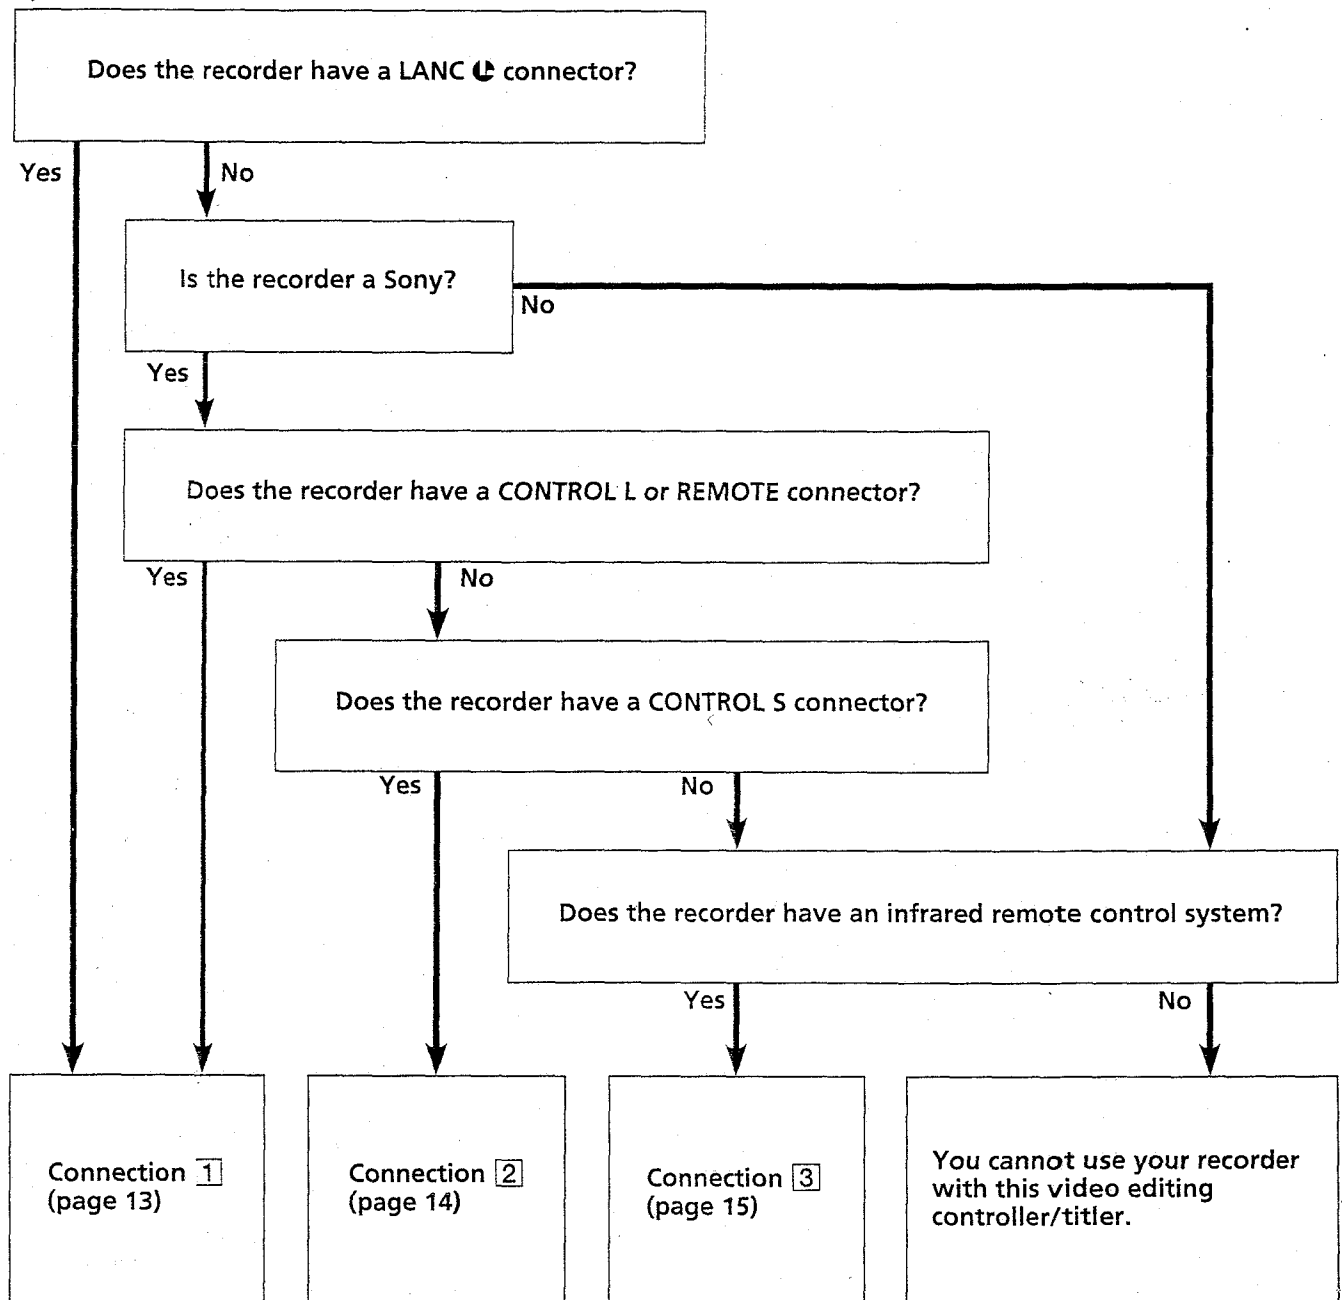 Does the recorder have a LANC connector?
Yes
No
Is the recorder a Sony?
No
Yes
Does the recorder have a CONTROL L or REMOTE connector?
Yes
No
Does the recorder have a CONTROL S connector?
Yes
No
Does the recorder have an infrared remote control system?
Yes
No
Connection 1
(page 13)
Connection 2
(page 14)
Connection 3
(page 15)
You cannot use your recorder
with this video editing
controller/titler.